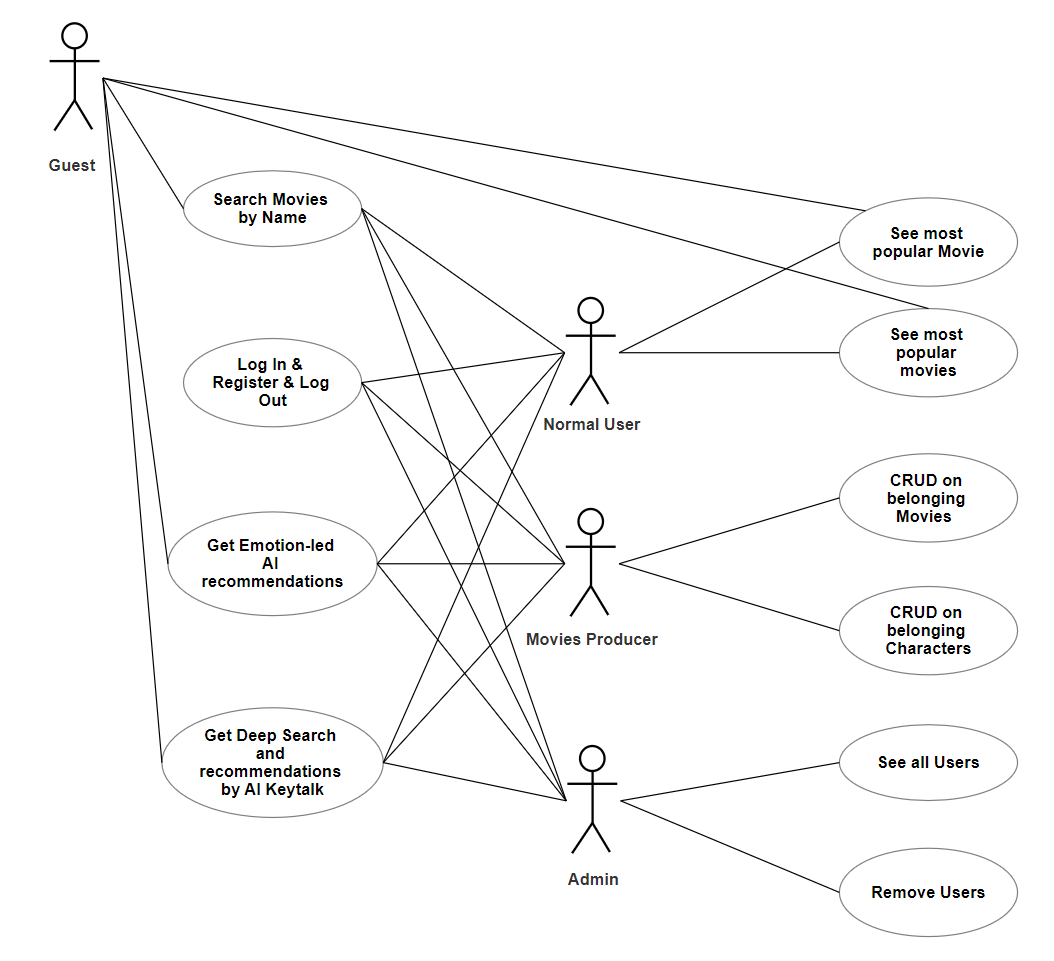 Guest
Search Movies
by Name
See most
popular Movie
See most
popular
movies
Log In &
Register & Log
Out
Normal User
CRUD on
belonging
Movies
Get Emotion-led
AI
recommendations
Movies Producer
CRUD on
belonging
Characters
Get Deep Search
and
recommendations
by AI Keytalk
See all Users
Admin
Remove Users